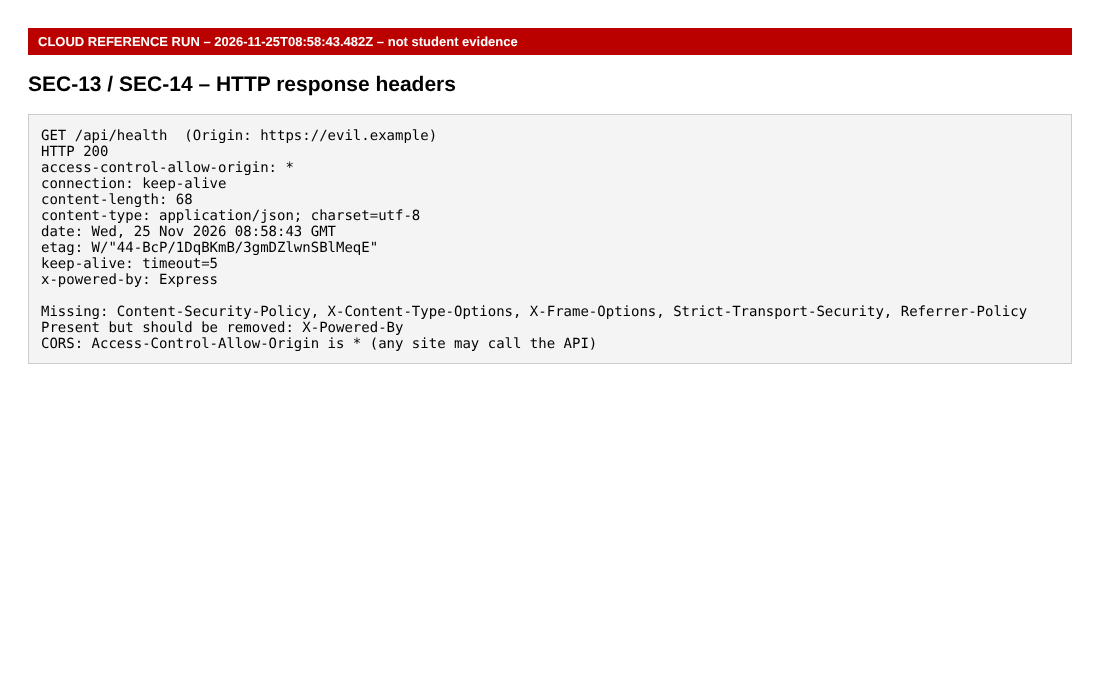 CLOUD REFERENCE RUN – 2026-11-25T08:58:43.482Z – not student evidence
SEC-13 / SEC-14 – HTTP response headers
GET /api/health  (Origin: https://evil.example)
HTTP 200
access-control-allow-origin: *
connection: keep-alive
content-length: 68
content-type: application/json; charset=utf-8
date: Wed, 25 Nov 2026 08:58:43 GMT
etag: W/"44-BcP/1DqBKmB/3gmDZlwnSBlMeqE"
keep-alive: timeout=5
x-powered-by: Express
Missing: Content-Security-Policy, X-Content-Type-Options, X-Frame-Options, Strict-Transport-Security, Referrer-Policy
Present but should be removed: X-Powered-By
CORS: Access-Control-Allow-Origin is * (any site may call the API)